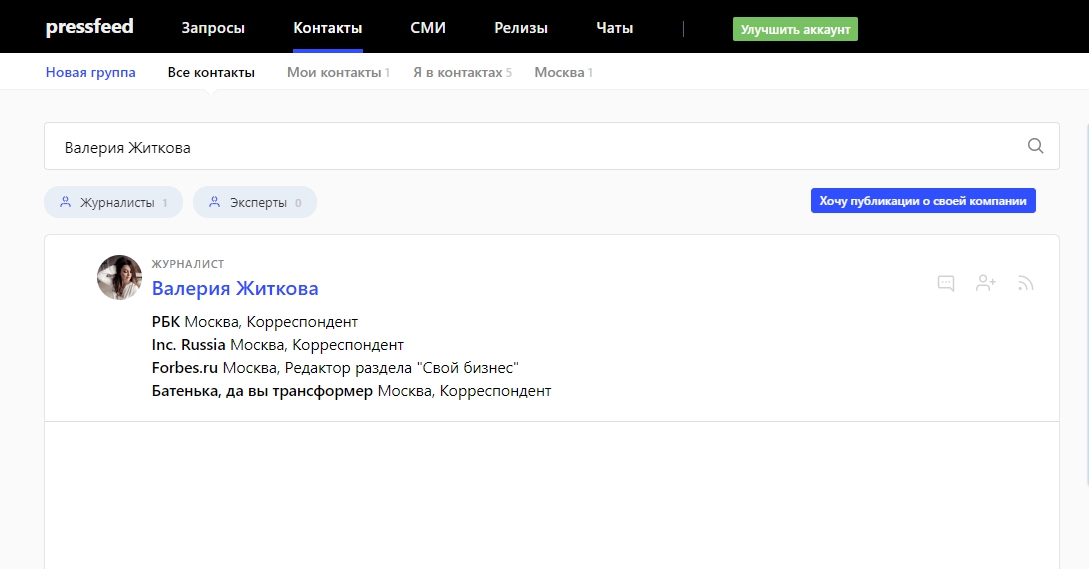 pressfeed Запросы Контакты СМИ Релизы Чаты Улучшить аккаунт
Новая группа Все контакты Мои контакты 1 Я в контактах 5 Москва 1
Валерия Житкова
Журналисты 1 Эксперты 0 Хочу публикации о своей компании
ЖУРНАЛИСТ
Валерия Житкова
РБК Москва, Корреспондент
Inc. Russia Москва, Корреспондент
Forbes.ru Москва, Редактор раздела "Свой бизнес"
Батенька, да вы трансформер Москва, Корреспондент